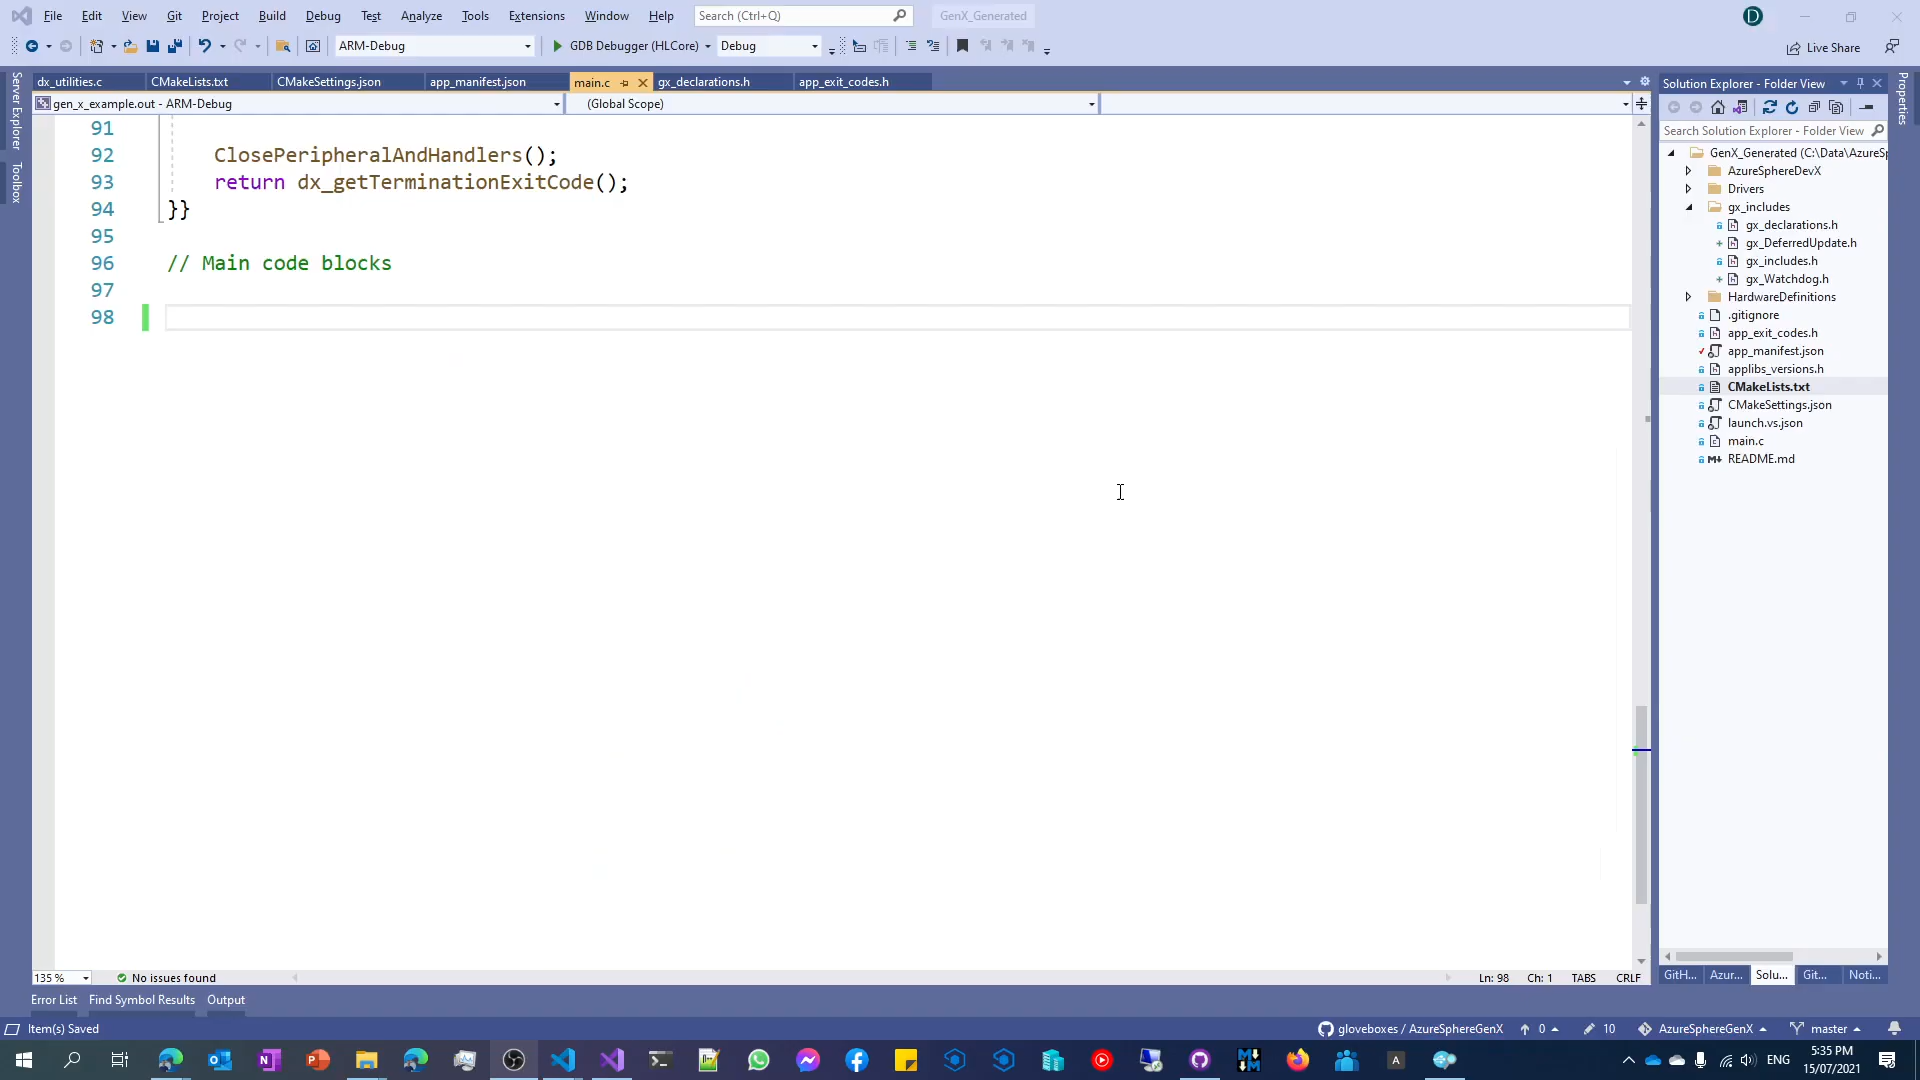 File Edit View Git Project Build Debug Test Analyze Tools Extensions Window Help Search (Ctrl+Q) GenX_Generated D
ARM-Debug GDB Debugger (HLCore) Debug Live Share
dx_utilities.c CMakeLists.txt CMakeSettings.json app_manifest.json main.c gx_declarations.h app_exit_codes.h
gen_x_example.out - ARM-Debug (Global Scope)
Server Explorer
Toolbox
91
92 ClosePeripheralAndHandlers();
93 return dx_getTerminationExitCode();
94 }}
95
96 // Main code blocks
97
98
135 % No issues found Ln: 98 Ch: 1 TABS CRLF
Solution Explorer - Folder View
Search Solution Explorer - Folder View
GenX_Generated (C:\Data\AzureSp
AzureSphereDevX
Drivers
gx_includes
gx_declarations.h
gx_DeferredUpdate.h
gx_includes.h
gx_Watchdog.h
HardwareDefinitions
.gitignore
app_exit_codes.h
app_manifest.json
applibs_versions.h
CMakeLists.txt
CMakeSettings.json
launch.vs.json
main.c
README.md
GitH... Azur... Solu... Git... Noti...
Properties
Error List Find Symbol Results Output
Item(s) Saved gloveboxes / AzureSphereGenX 0 10 AzureSphereGenX master
ENG 5:35 PM
15/07/2021